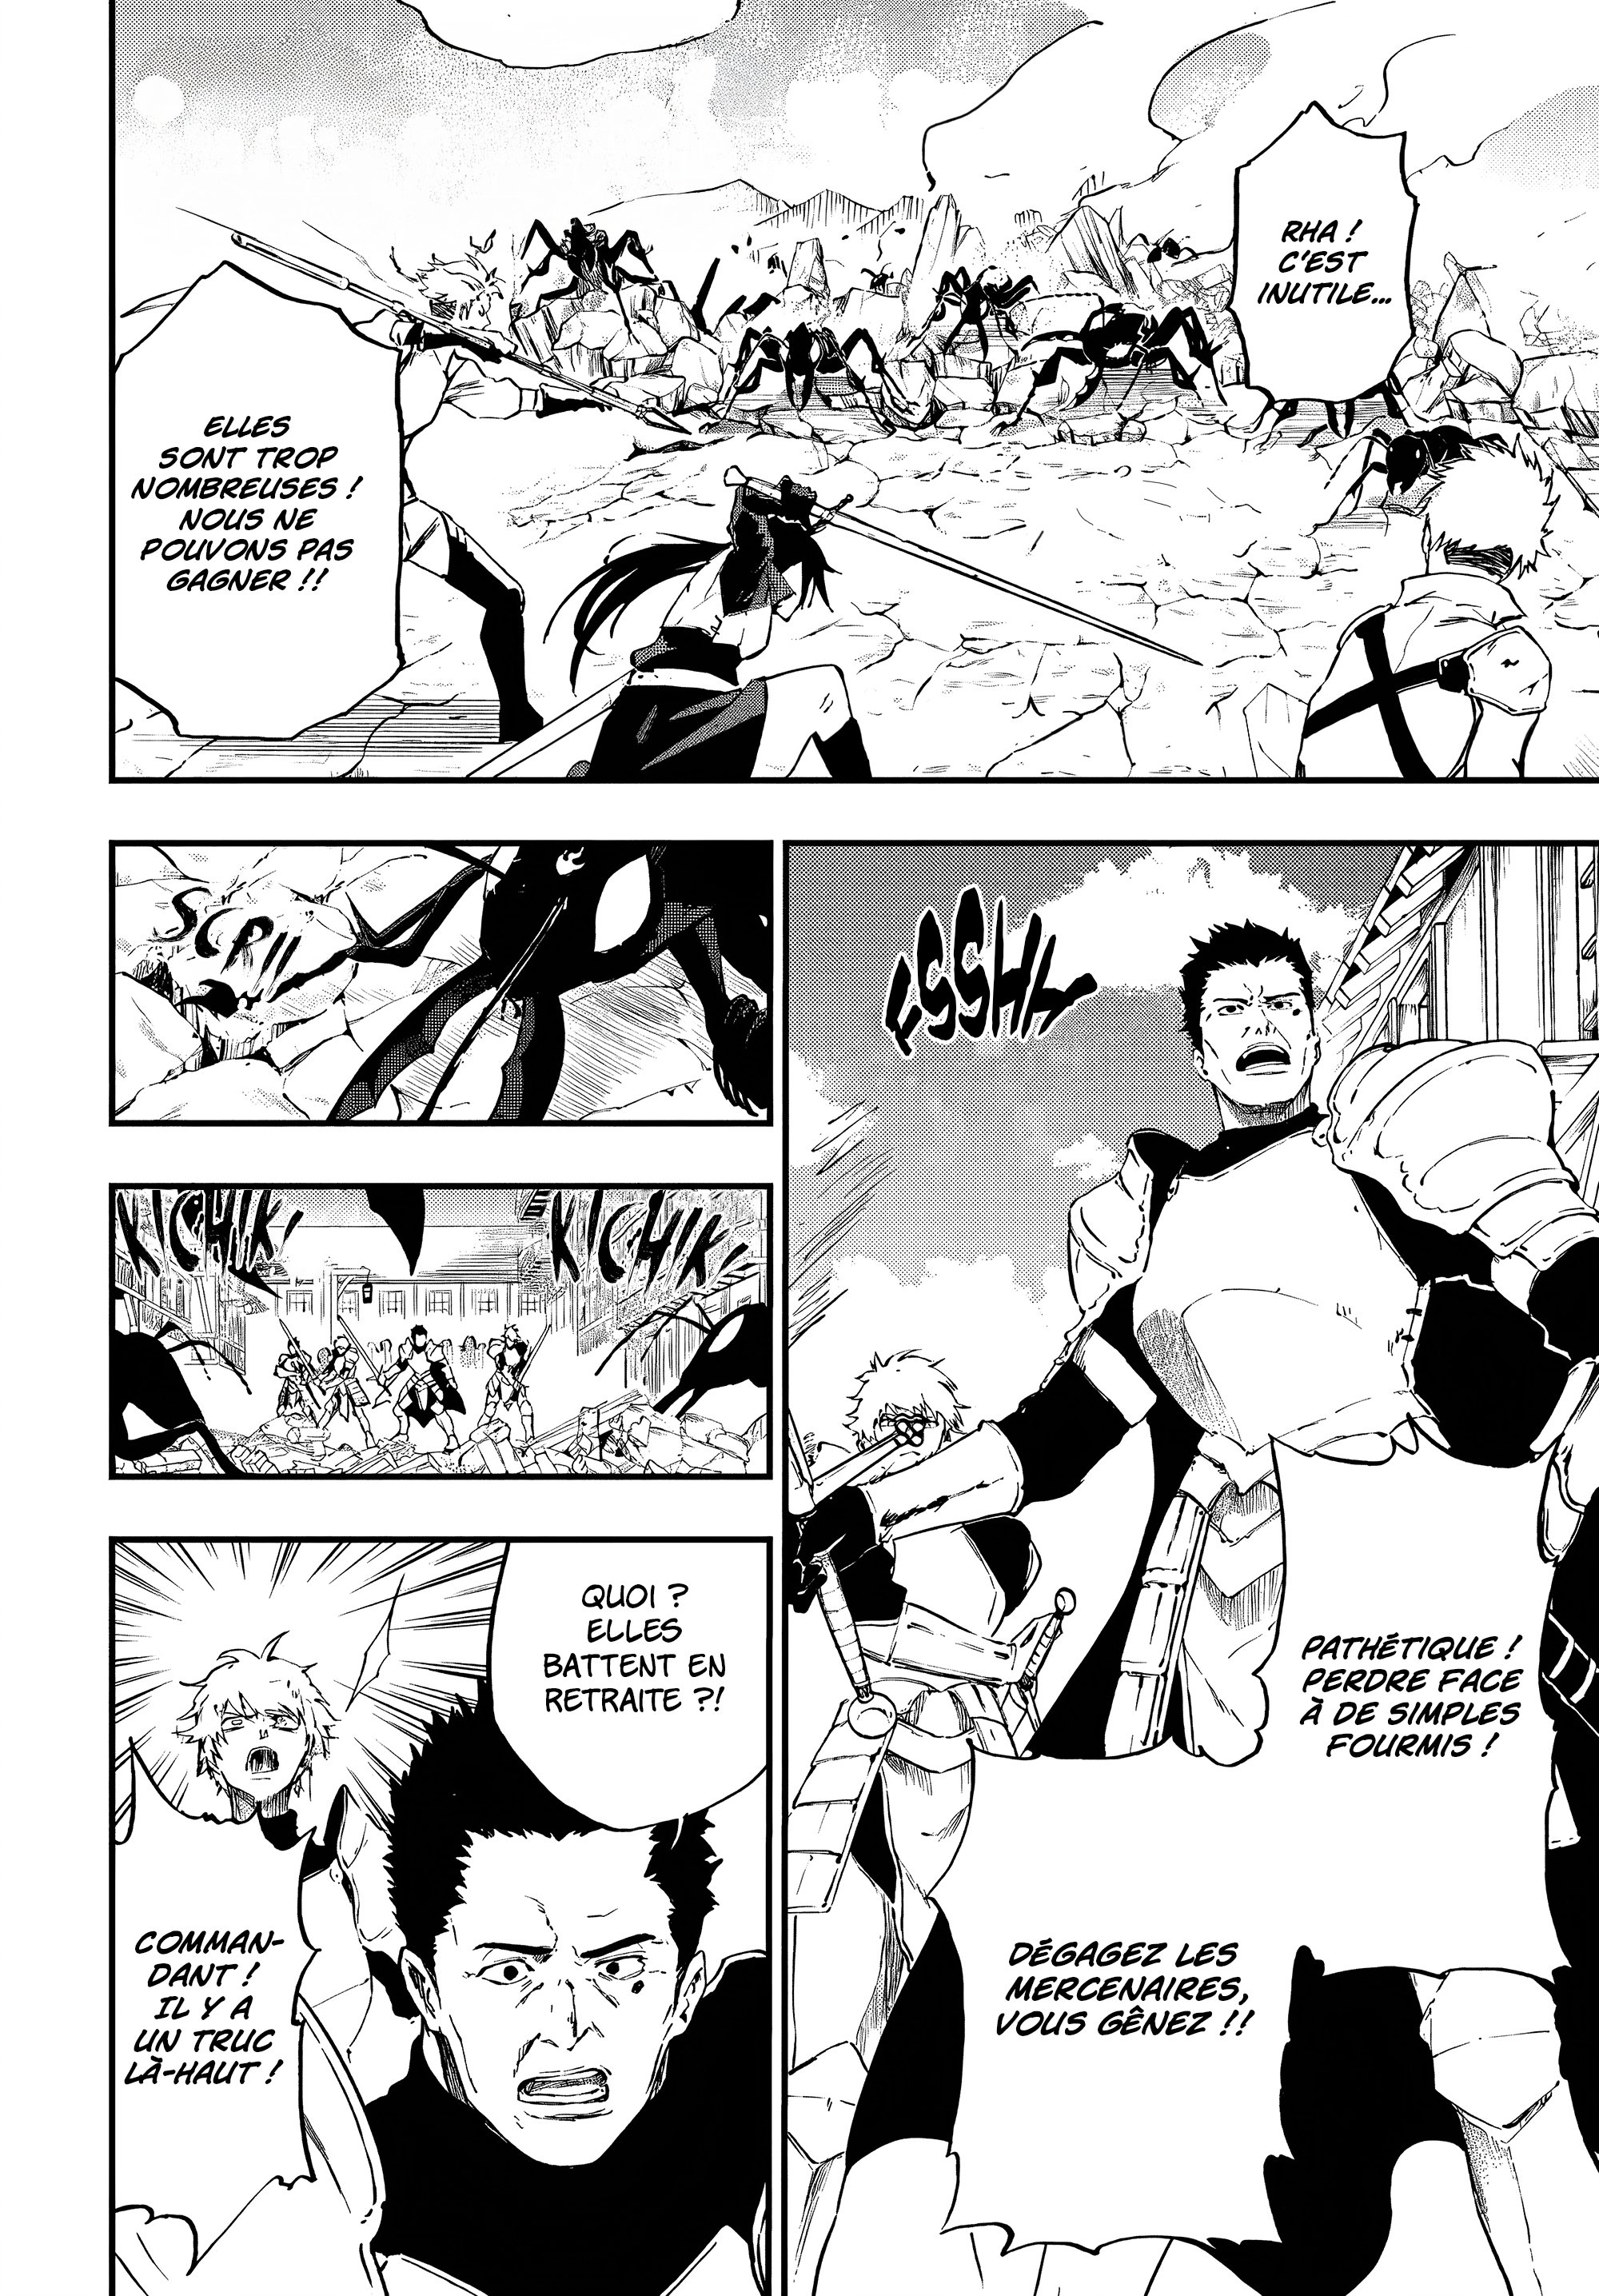 RHA !
C'EST
INUTILE...
ELLES
SONT TROP
NOMBREUSES !
NOUS NE
POUVONS PAS
GAGNER !!
FSSHH
PATHÉTIQUE !
PERDRE FACE
À DE SIMPLES
FOURMIS !
DÉGAGEZ LES
MERCENAIRES,
VOUS GÊNEZ !!
SCRII
KICHIK
KICHIK
QUOI ?
ELLES
BATTENT EN
RETRAITE ?!
COMMAN-
DANT !
IL Y A
UN TRUC
LÀ-HAUT !